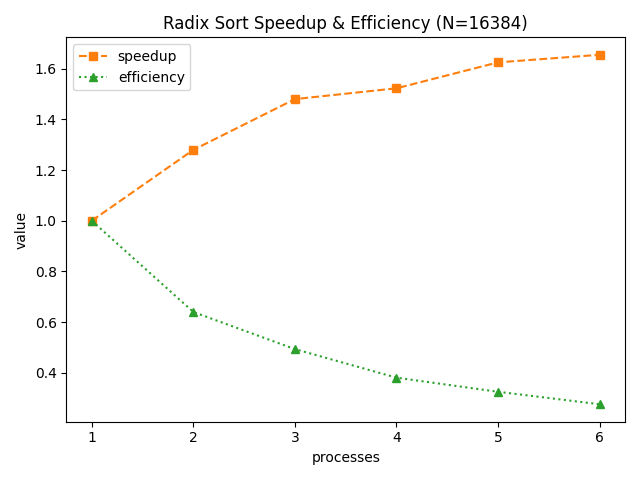 Radix Sort Speedup & Efficiency (N=16384)
speedup
efficiency
value
1.6
1.4
1.2
1.0
0.8
0.6
0.4
1 2 3 4 5 6
processes